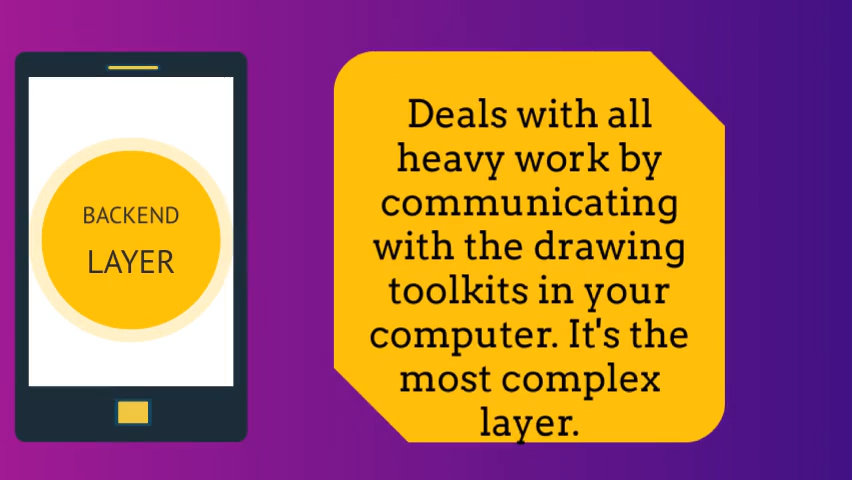 BACKEND
LAYER
Deals with all
heavy work by
communicating
with the drawing
toolkits in your
computer. It's the
most complex
layer.